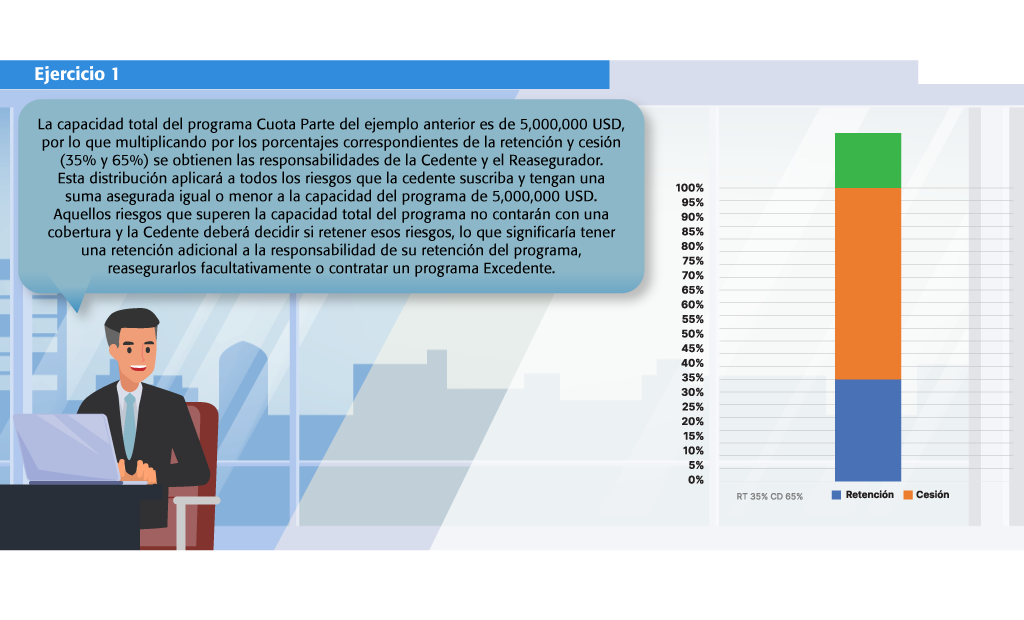 Ejercicio 1
La capacidad total del programa Cuota Parte del ejemplo anterior es de 5,000,000 USD,
por lo que multiplicando por los porcentajes correspondientes de la retención y cesión
(35% y 65%) se obtienen las responsabilidades de la Cedente y el Reasegurador.
Esta distribución aplicará a todos los riesgos que la cedente suscriba y tengan una
suma asegurada igual o menor a la capacidad del programa de 5,000,000 USD.
Aquellos riesgos que superen la capacidad total del programa no contarán con una
cobertura y la Cedente deberá decidir si retener esos riesgos, lo que significaría tener
una retención adicional a la responsabilidad de su retención del programa,
reasegurarlos facultativamente o contratar un programa Excedente.
100%
95%
90%
85%
80%
75%
70%
65%
60%
55%
50%
45%
40%
35%
30%
25%
20%
15%
10%
5%
0%
RT 35% CD 65%
Retención
Cesión